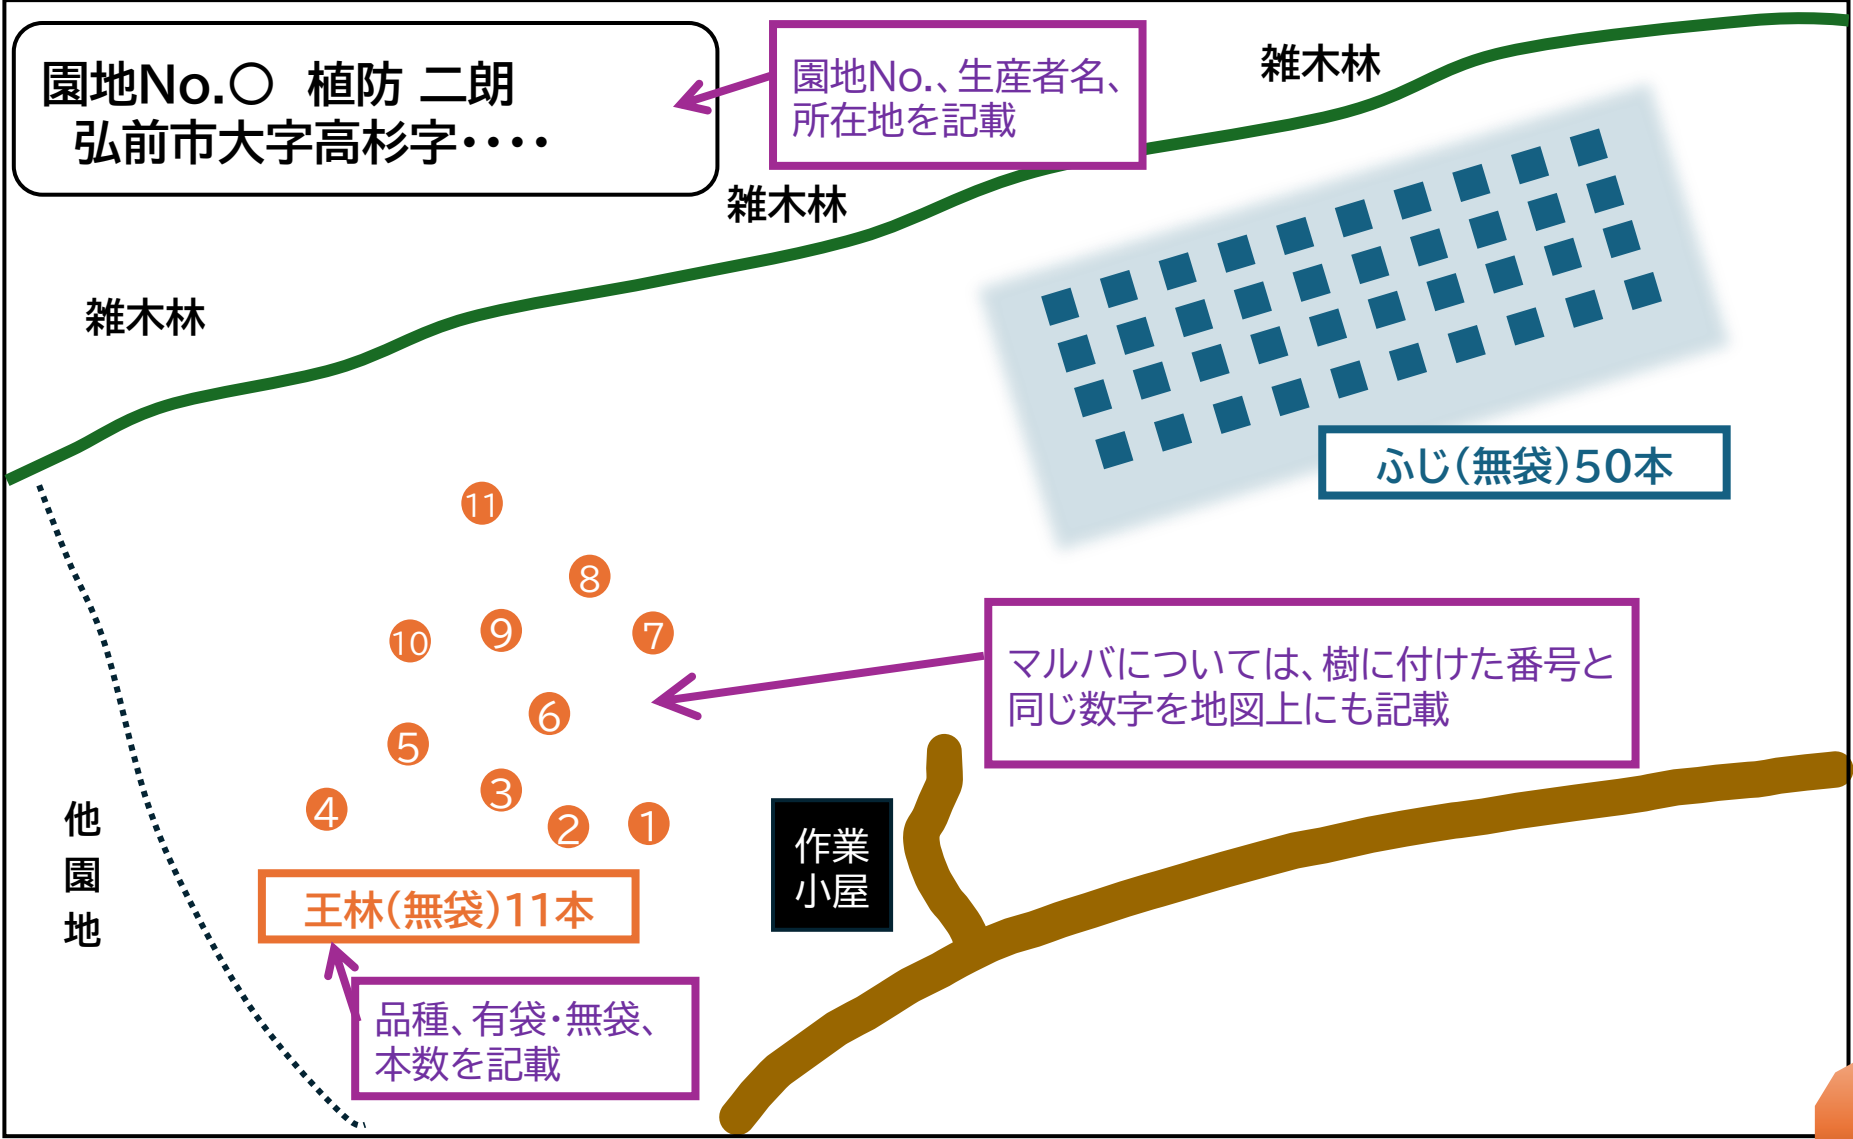 園地No.〇　植防 二朗
弘前市大字高杉字・・・・
園地No.、生産者名、
所在地を記載
雑木林
雑木林
雑木林
ふじ（無袋）50本
11
8
7
9
10
6
5
3
4
2
1
マルバについては、樹に付けた番号と
同じ数字を地図上にも記載
作業
小屋
他
園
地
王林（無袋）11本
品種、有袋・無袋、
本数を記載